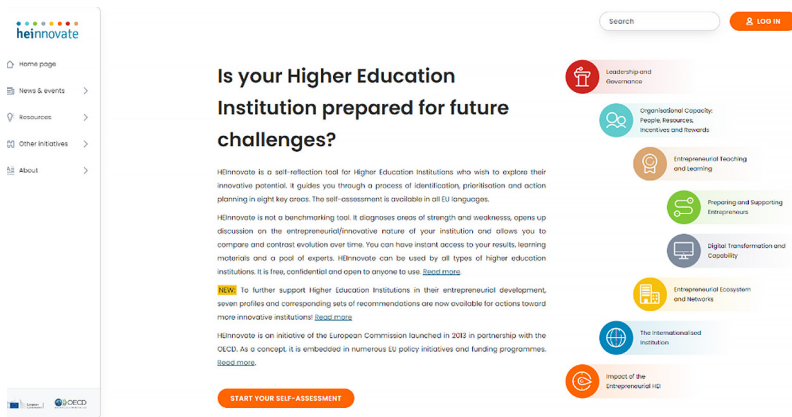 heinnovate
Search
LOG IN
Home page
News & events
Resources
Other initiatives
About
Is your Higher Education
Institution prepared for future
challenges?
HEInnovate is a self-reflection tool for Higher Education Institutions who wish to explore their
innovative potential. It guides you through a process of identification, prioritisation and action
planning in eight key areas. The self-assessment is available in all EU languages.
HEInnovate is not a benchmarking tool. It diagnoses areas of strength and weaknesss, opens up
discussion on the entrepreneurial/innovative nature of your institution and allows you to
compare and contrast evolution over time. You can have instant access to your results, learning
materials and a pool of experts. HEInnovate can be used by all types of higher education
institutions. It is free, confidential and open to anyone to use. Read more.
NEW: To further support Higher Education Institutions in their entrepreneurial development,
seven profiles and corresponding sets of recommendations are now available for actions toward
more innovative institutions! Read more
HEInnovate is an initiative of the European Commission launched in 2013 in partnership with the
OECD. As a concept, it is embedded in numerous EU policy initiatives and funding programmes.
Read more.
START YOUR SELF-ASSESSMENT
Leadership and
Governance
Organisational Capacity:
People, Resources,
Incentives and Rewards
Entrepreneurial Teaching
and Learning
Preparing and Supporting
Entrepreneurs
Digital Transformation and
Capability
Entrepreneurial Ecosystem
and Networks
The Internationalised
Institution
Impact of the
Entrepreneurial HEI
OECD